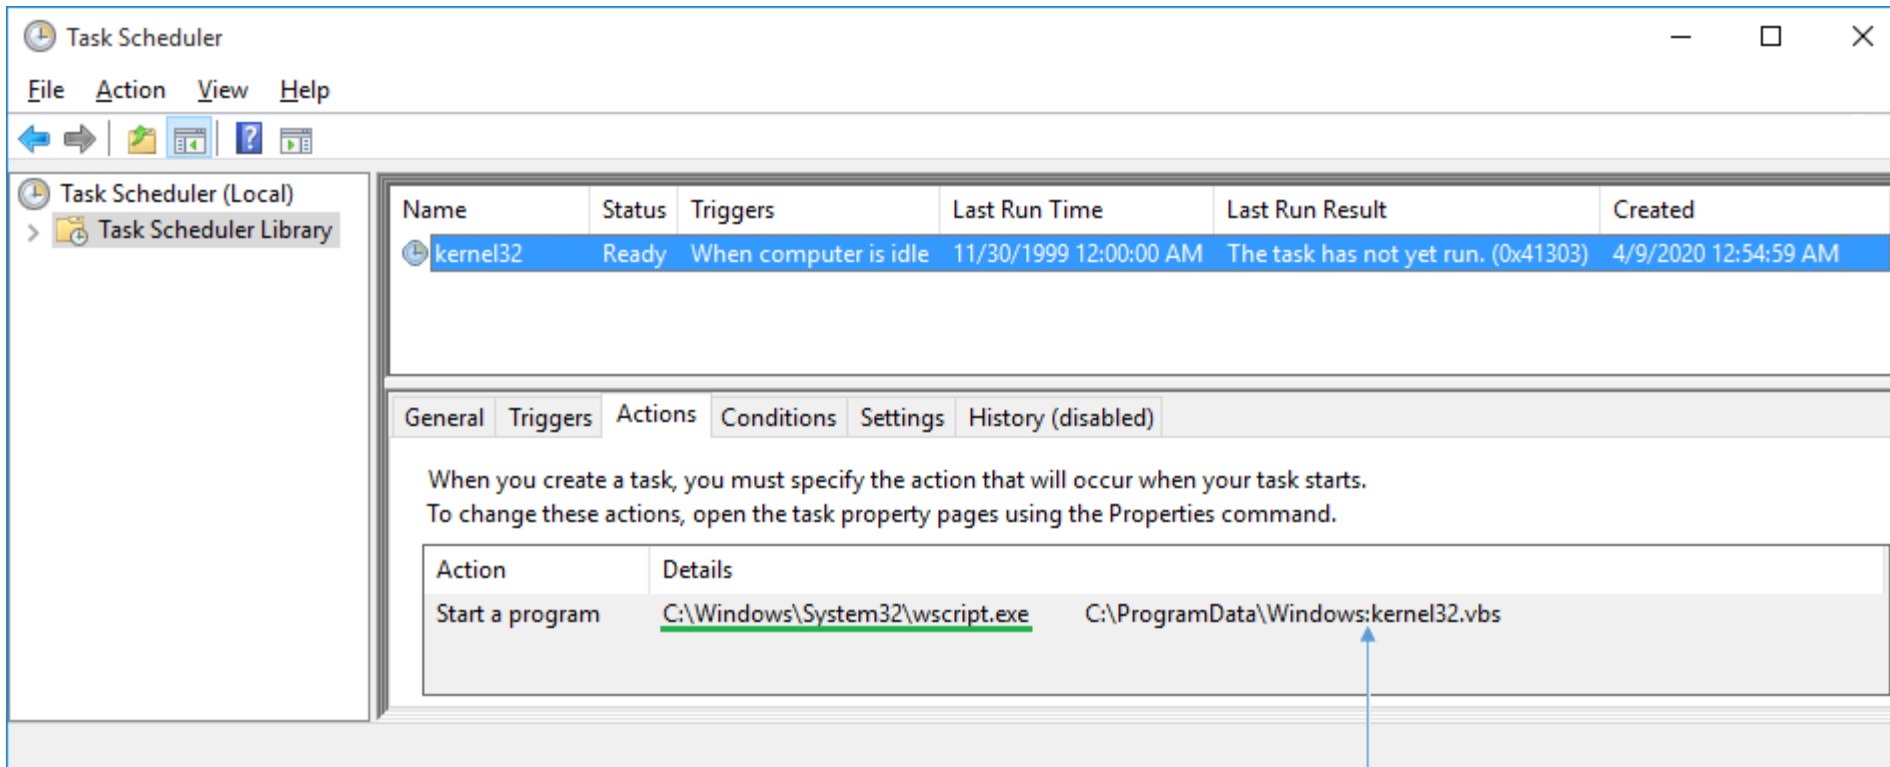 Task Scheduler
File Action View Help
Task Scheduler (Local)
Task Scheduler Library
Name Status Triggers Last Run Time Last Run Result Created
kernel32 Ready When computer is idle 11/30/1999 12:00:00 AM The task has not yet run. (0x41303) 4/9/2020 12:54:59 AM
General Triggers Actions Conditions Settings History (disabled)
When you create a task, you must specify the action that will occur when your task starts.
To change these actions, open the task property pages using the Properties command.
Action Details
Start a program C:\Windows\System32\wscript.exe C:\ProgramData\Windows:kernel32.vbs